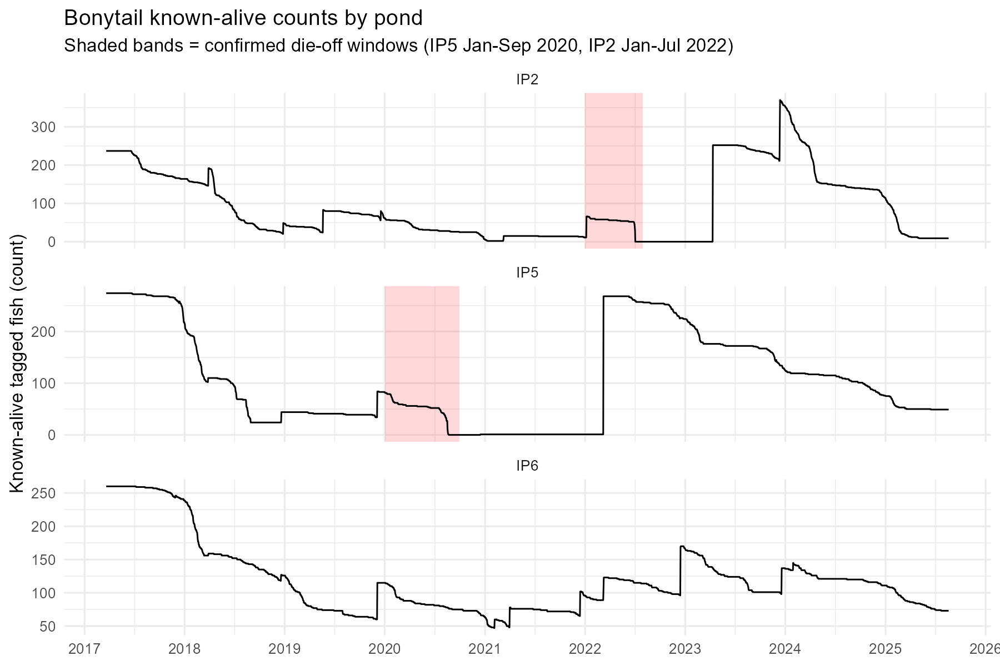 Bonytail known-alive counts by pond
Shaded bands = confirmed die-off windows (IP5 Jan-Sep 2020, IP2 Jan-Jul 2022)
Known-alive tagged fish (count)
IP2
300
200
100
0
IP5
200
100
0
IP6
250
200
150
100
50
2017 2018 2019 2020 2021 2022 2023 2024 2025 2026